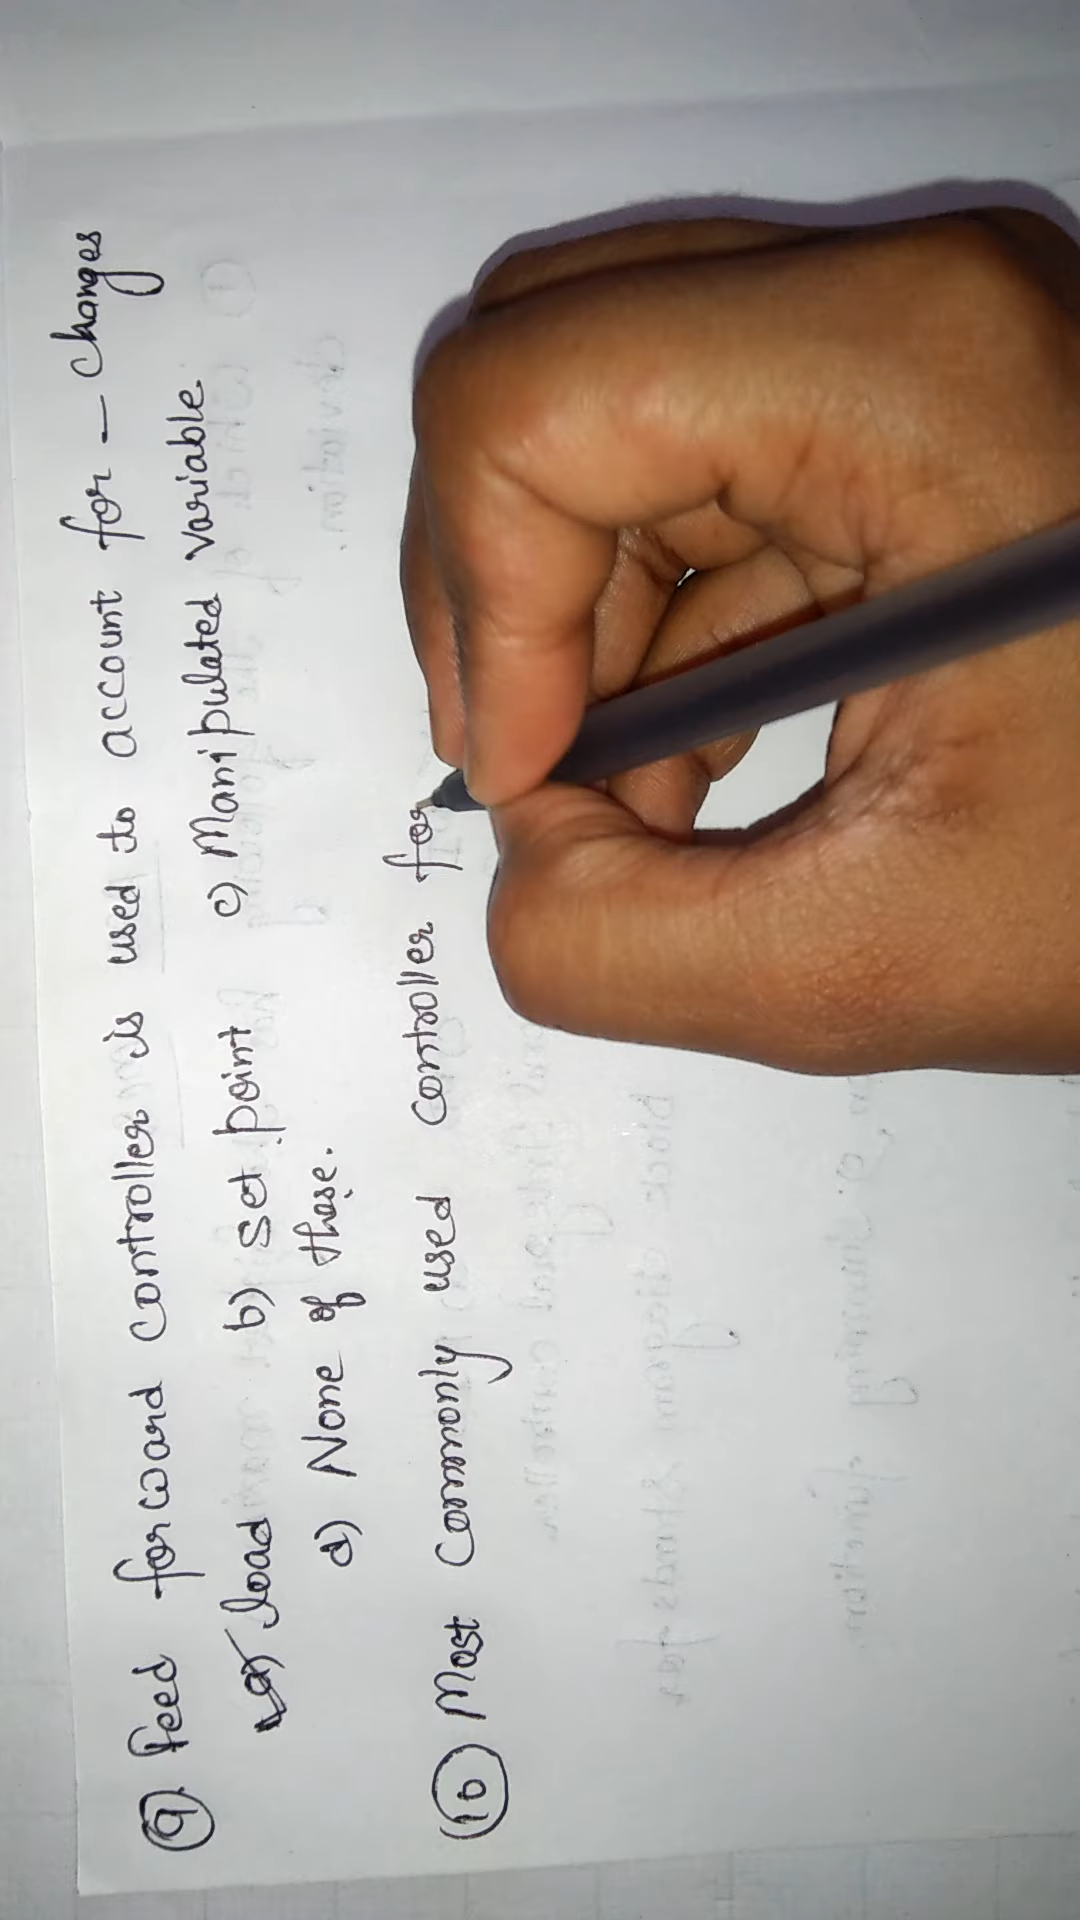 9. Feed forward controller is used to account for - changes
a) load b) set point c) Manipulated variable.
d) None of these.
10) Most Commonly used controller for